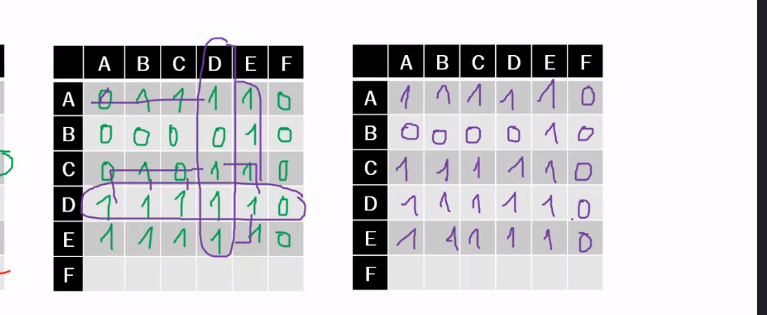 A B C D E F
A 0 1 1 1 1 0
B 0 0 0 0 1 0
C 0 1 0 1 1 0
D 1 1 1 1 1 0
E 1 1 1 1 1 0
F
A B C D E F
A 1 1 1 1 1 0
B 0 0 0 0 1 0
C 1 1 1 1 1 0
D 1 1 1 1 1 0
E 1 1 1 1 1 0
F